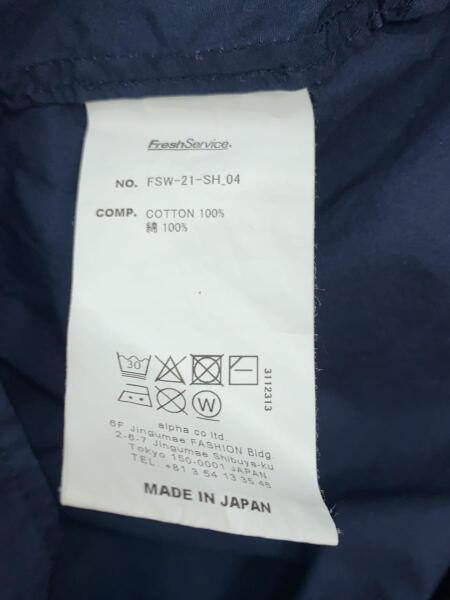 FreshService®
NO. FSW-21-SH_04
COMP. COTTON 100%
綿 100%
30
W
3112313
alpha co ltd.
6F Jingumae FASHION Bldg.
2-6-7 Jingumae Shibuya-ku
Tokyo 150-0001 JAPAN
TEL: +81 3 54 13 35 48
MADE IN JAPAN